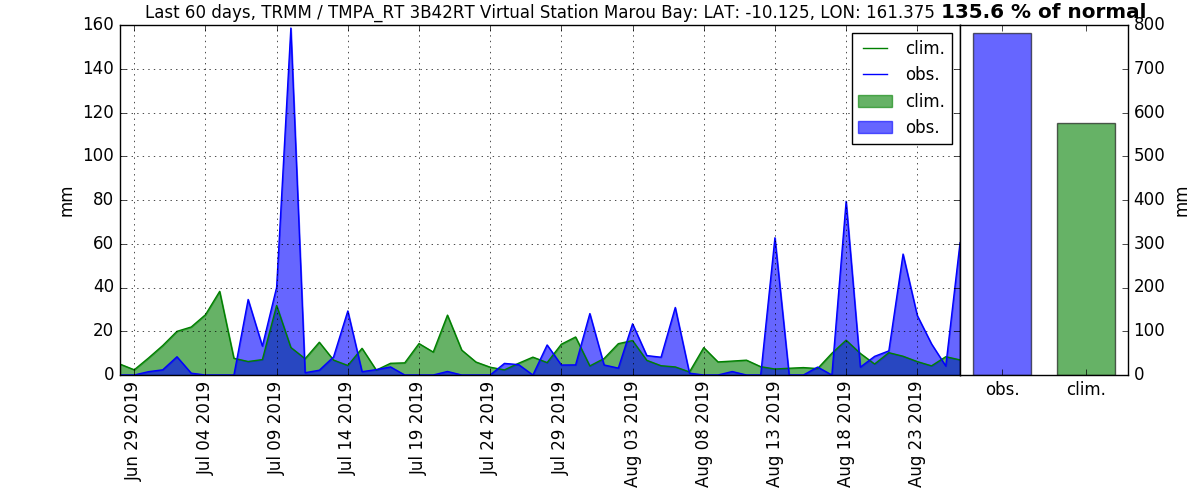 Last 60 days, TRMM / TMPA_RT 3B42RT Virtual Station Marou Bay: LAT: -10.125, LON: 161.375 135.6 % of normal
160
140
120
100
80
60
40
20
0
mm
clim.
obs.
clim.
obs.
800
700
600
500
400
300
200
100
0
mm
Jun 29 2019
Jul 04 2019
Jul 09 2019
Jul 14 2019
Jul 19 2019
Jul 24 2019
Jul 29 2019
Aug 03 2019
Aug 08 2019
Aug 13 2019
Aug 18 2019
Aug 23 2019
obs.
clim.